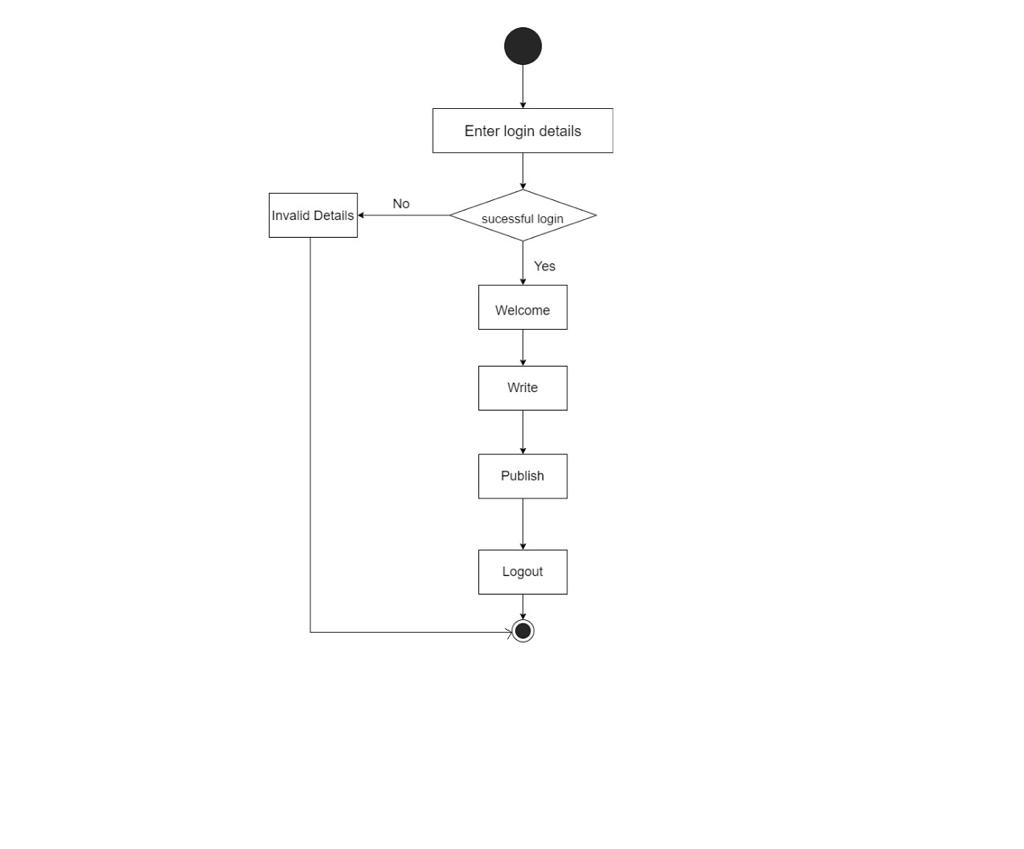 Enter login details
No
Invalid Details
sucessful login
Yes
Welcome
Write
Publish
Logout